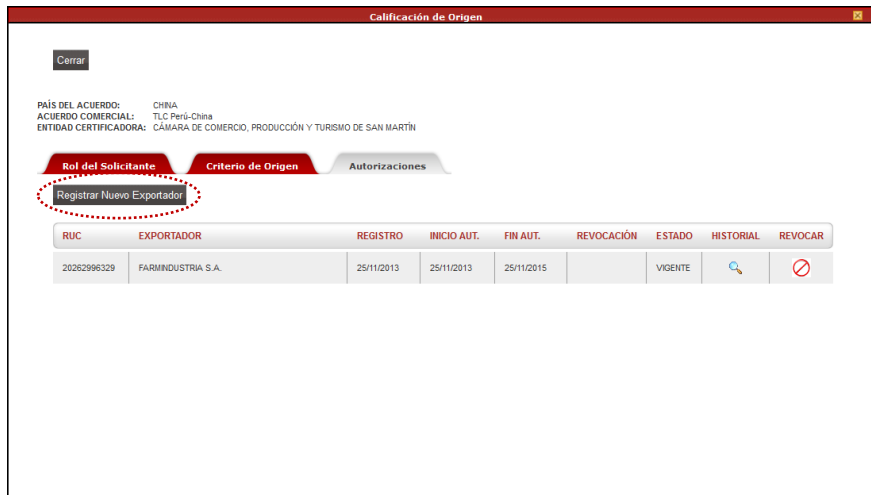 Calificación de Origen
Cerrar
PAÍS DEL ACUERDO: CHINA
ACUERDO COMERCIAL: TLC Perú-China
ENTIDAD CERTIFICADORA: CÁMARA DE COMERCIO, PRODUCCIÓN Y TURISMO DE SAN MARTÍN
Rol del Solicitante Criterio de Origen Autorizaciones
Registrar Nuevo Exportador
RUC EXPORTADOR REGISTRO INICIO AUT. FIN AUT. REVOCACIÓN ESTADO HISTORIAL REVOCAR
20262996329 FARMINDUSTRIA S.A. 25/11/2013 25/11/2013 25/11/2015 VIGENTE